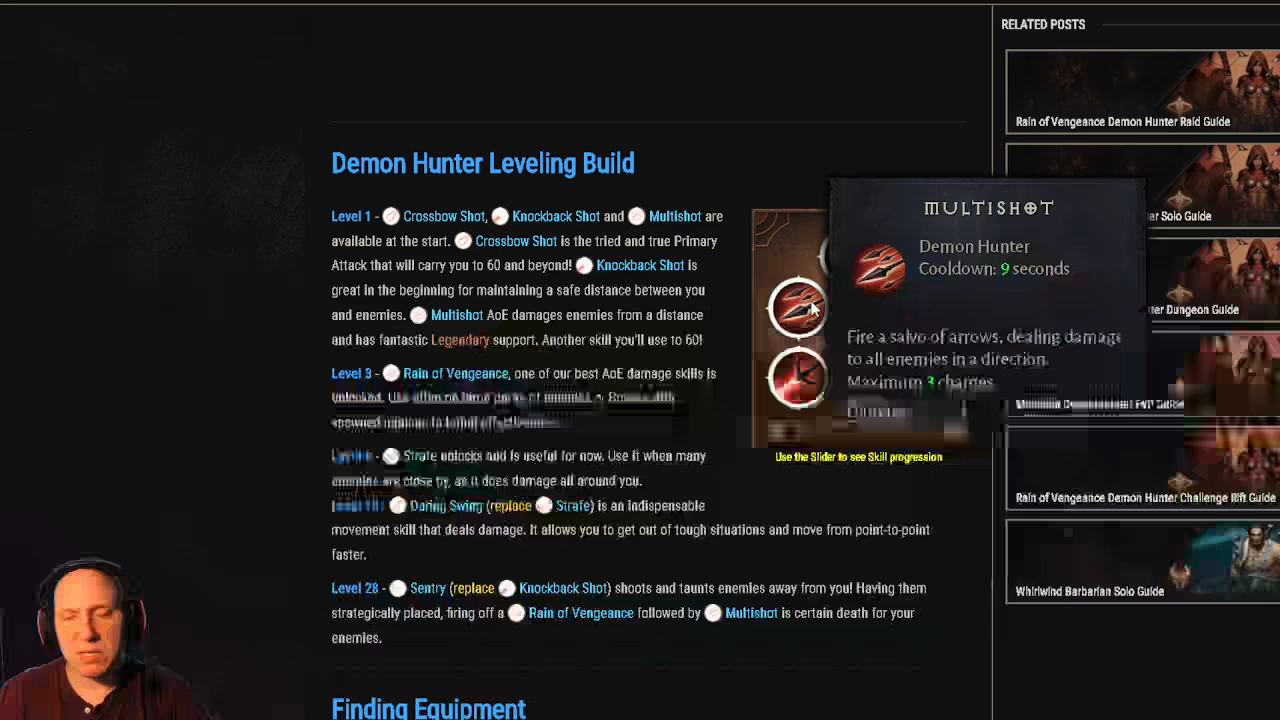 RELATED POSTS
Rain of Vengeance Demon Hunter Raid Guide
Demon Hunter Leveling Build
Level 1 - Crossbow Shot, Knockback Shot and Multishot are
available at the start. Crossbow Shot is the tried and true Primary
Attack that will carry you to 60 and beyond! Knockback Shot is
great in the beginning for maintaining a safe distance between you
and enemies. Multishot AoE damages enemies from a distance
and has fantastic Legendary support. Another skill you'll use to 60!
Level 3 - Rain of Vengeance, one of our best AoE damage skills is
Strafe unlocks and is useful for now. Use it when many
enemies are close by, as it does damage all around you.
Daring Swing (replace Strafe) is an indispensable
movement skill that deals damage. It allows you to get out of tough situations and move from point-to-point
faster.
Level 28 - Sentry (replace Knockback Shot) shoots and taunts enemies away from you! Having them
strategically placed, firing off a Rain of Vengeance followed by Multishot is certain death for your
enemies.
Finding Equipment
MULTISHOT
Demon Hunter
Cooldown: 9 seconds
Fire a salvo of arrows, dealing damage
to all enemies in a direction.
Maximum 3 charges
Use the Slider to see Skill progression
Solo Guide
Dungeon Guide
Rain of Vengeance Demon Hunter Challenge Rift Guide
Whirlwind Barbarian Solo Guide